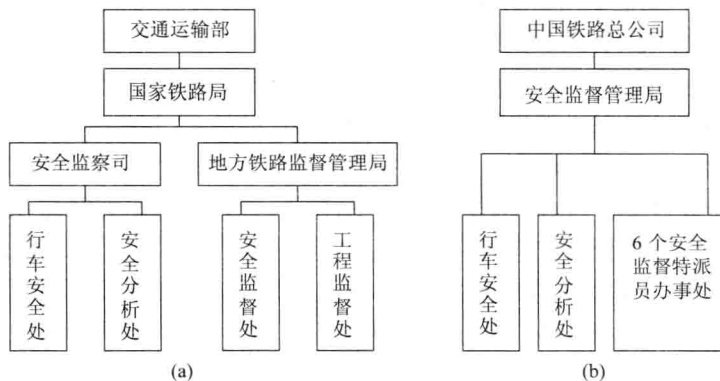 交通运输部
国家铁路局
安全监察司
地方铁路监督管理局
行车安全处
安全分析处
安全监督处
工程监督处
(a)
中国铁路总公司
安全监督管理局
行车安全处
安全分析处
6 个安全
监督特派
员办事处
(b)